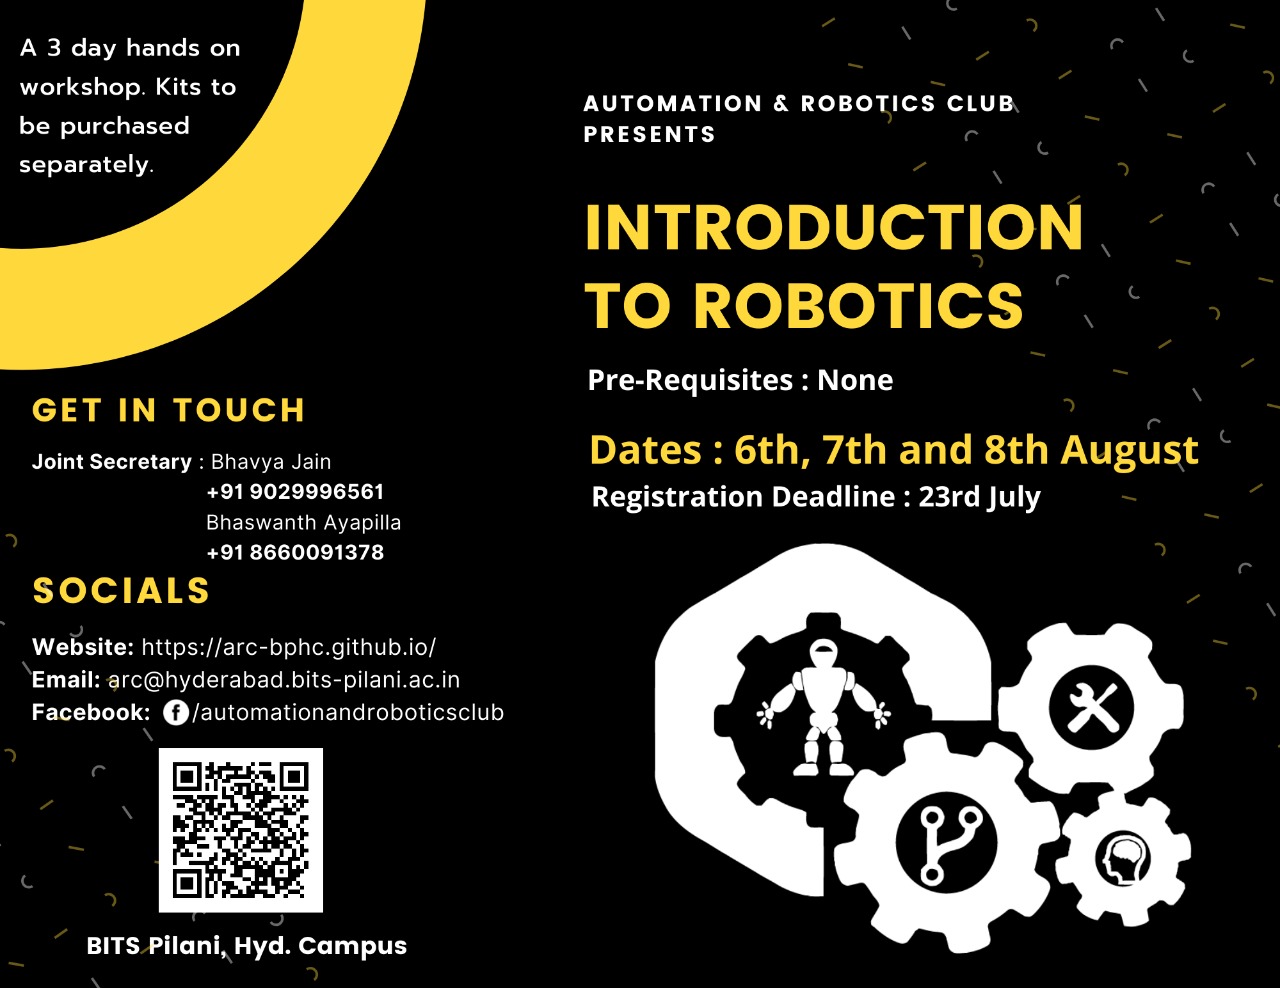 A 3 day hands on
workshop. Kits to
be purchased
separately.
GET IN TOUCH
Joint Secretary : Bhavya Jain
+91 9029996561
Bhaswanth Ayapilla
+91 8660091378
SOCIALS
Website: https://arc-bphc.github.io/
Email: arc@hyderabad.bits-pilani.ac.in
Facebook: /automationandroboticsclub
BITS Pilani, Hyd. Campus
AUTOMATION & ROBOTICS CLUB
PRESENTS
INTRODUCTION
TO ROBOTICS
Pre-Requisites : None
Dates : 6th, 7th and 8th August
Registration Deadline : 23rd July